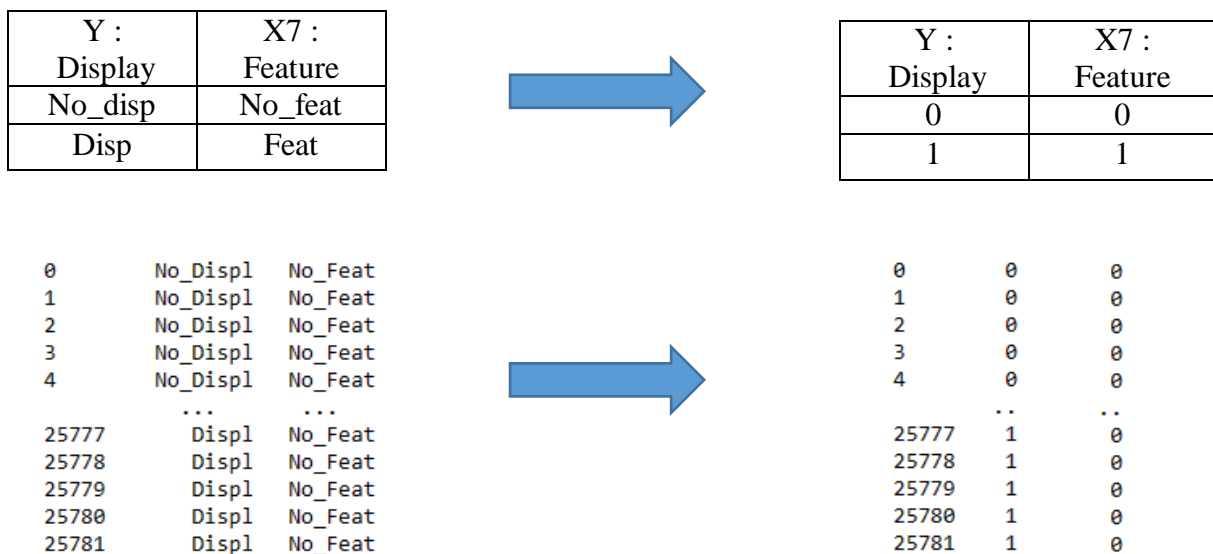 Y : X7 :
Display Feature
No_disp No_feat
Disp Feat
Y : X7 :
Display Feature
0 0
1 1
0 No_Displ No_Feat
1 No_Displ No_Feat
2 No_Displ No_Feat
3 No_Displ No_Feat
4 No_Displ No_Feat
... ...
25777 Displ No_Feat
25778 Displ No_Feat
25779 Displ No_Feat
25780 Displ No_Feat
25781 Displ No_Feat
0 0 0
1 0 0
2 0 0
3 0 0
4 0 0
.. ..
25777 1 0
25778 1 0
25779 1 0
25780 1 0
25781 1 0